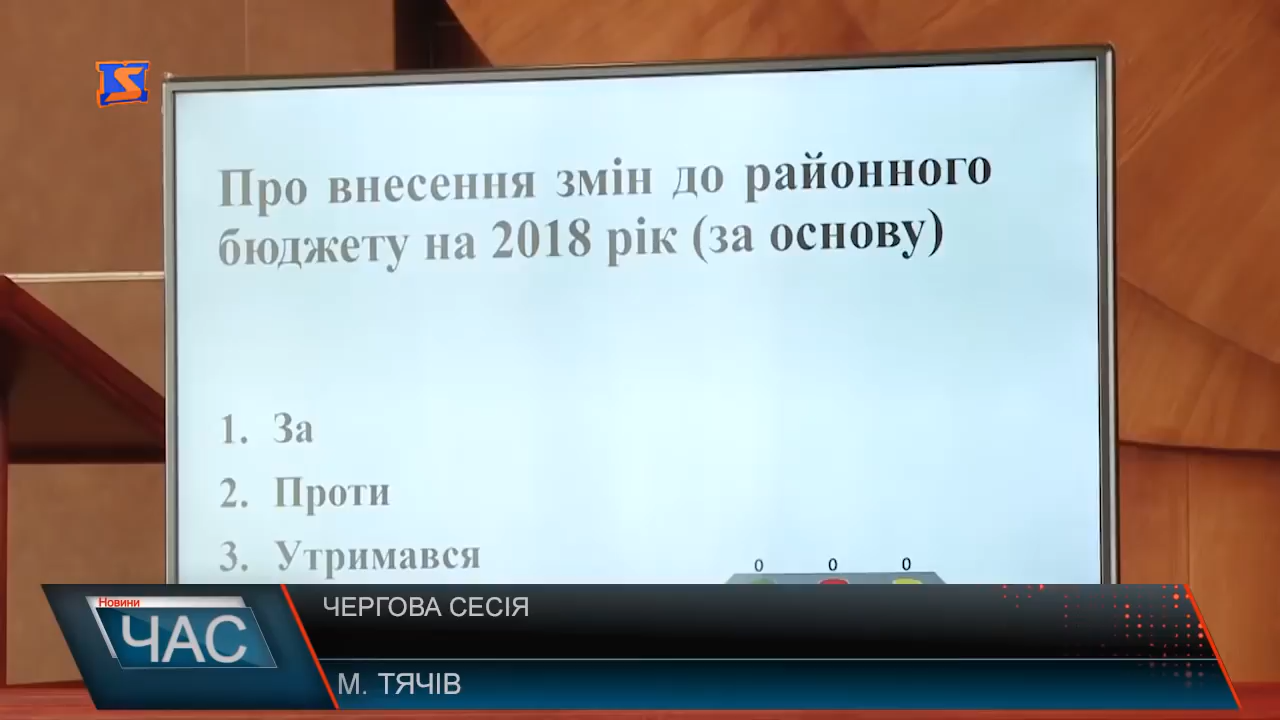 Про внесення змін до районного
бюджету на 2018 рік (за основу)
1. За
2. Проти
3. Утримався
0 0 0
Новини
ЧАС
ЧЕРГОВА СЕСІЯ
М. ТЯЧІВ